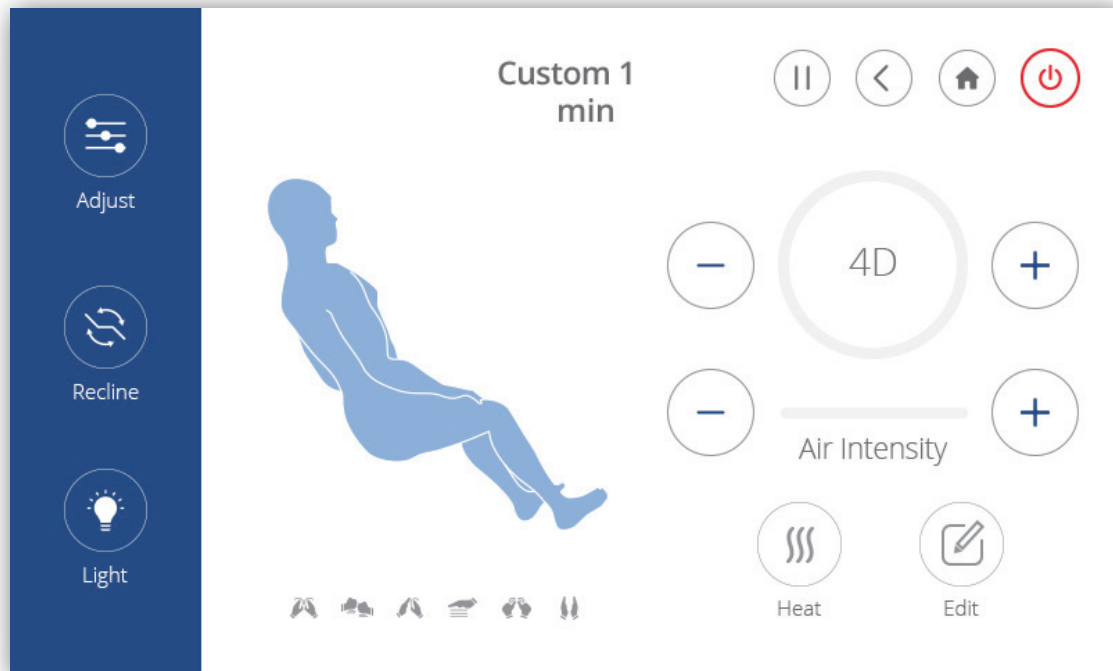 Custom 1
min
Adjust
4D
Recline
Air Intensity
Light
Heat
Edit